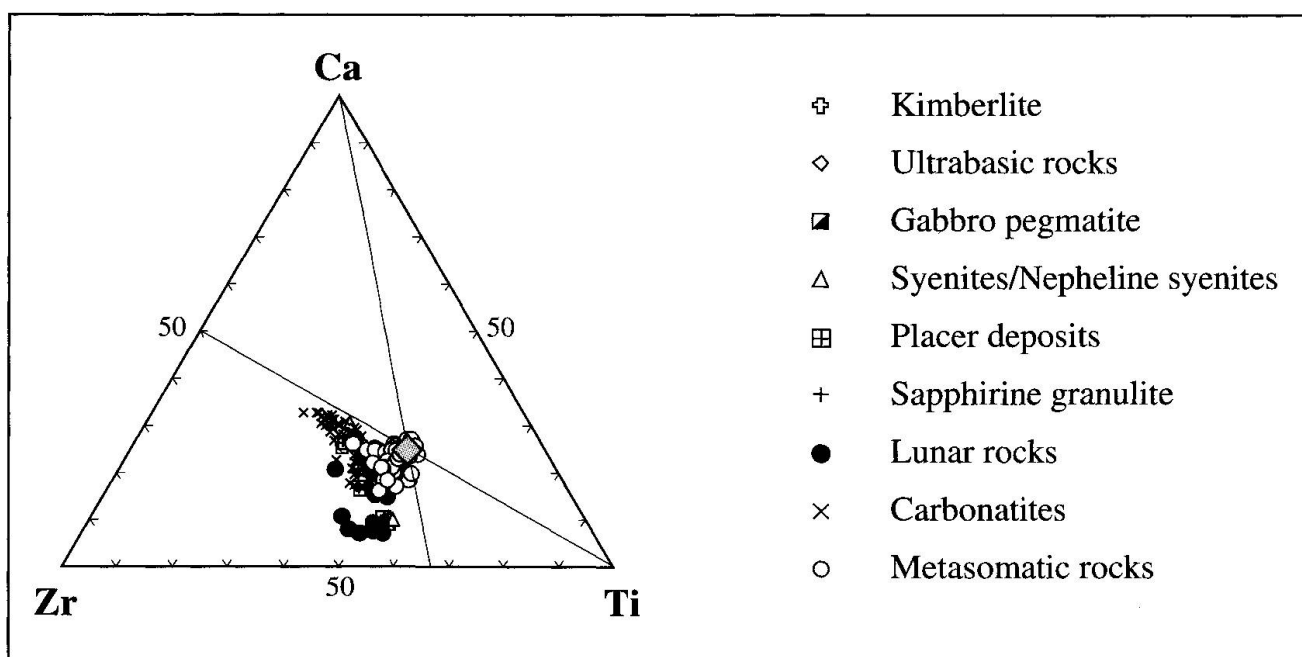 Ca
50
50
Zr
50
Ti
Kimberlite
Ultrabasic rocks
Gabbro pegmatite
Syenites/Nepheline syenites
Placer deposits
Sapphirine granulite
Lunar rocks
Carbonatites
Metasomatic rocks